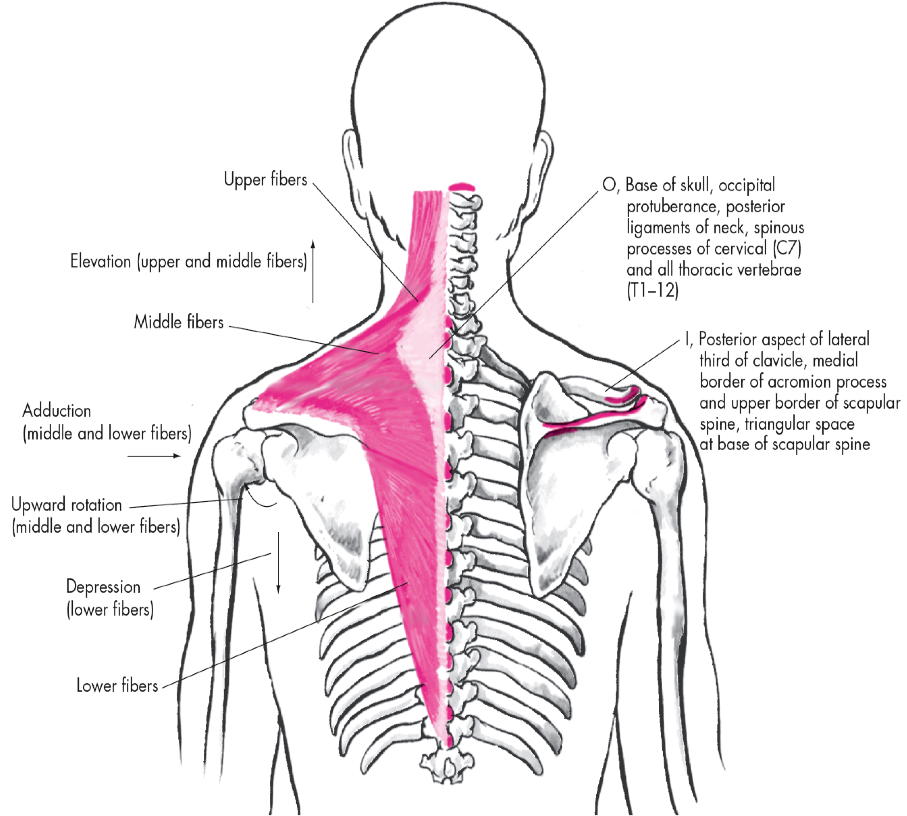 Upper fibers
O, Base of skull, occipital
protuberance, posterior
ligaments of neck, spinous
processes of cervical (C7)
and all thoracic vertebrae
(T1–12)
Elevation (upper and middle fibers)
Middle fibers
I, Posterior aspect of lateral
third of clavicle, medial
border of acromion process
and upper border of scapular
spine, triangular space
at base of scapular spine
Adduction
(middle and lower fibers)
Upward rotation
(middle and lower fibers)
Depression
(lower fibers)
Lower fibers